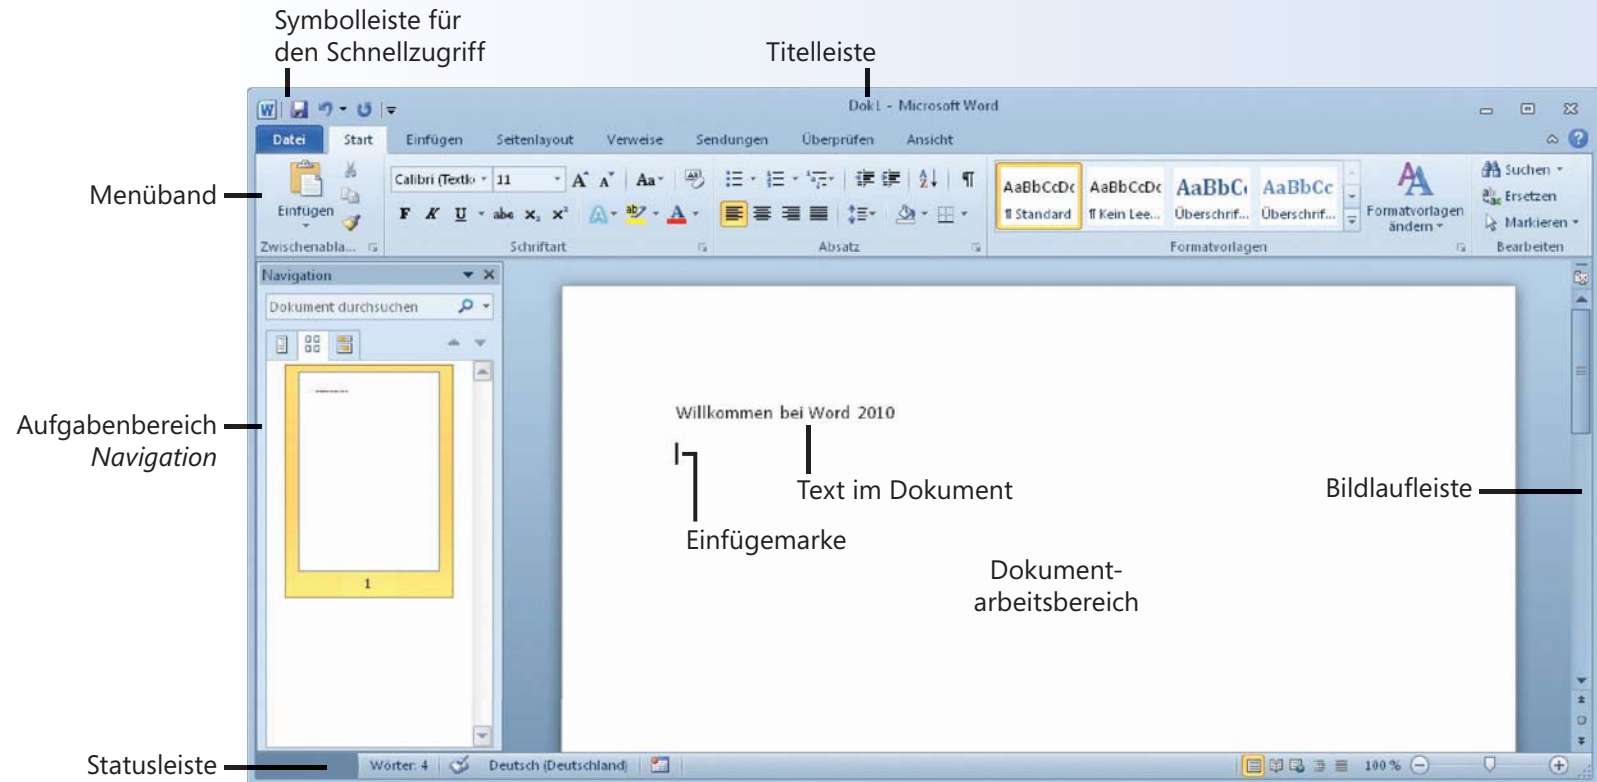 Symbolleiste für
den Schnellzugriff
Titelleiste
Dok1 - Microsoft Word
Datei Start Einfügen Seitenlayout Verweise Sendungen Überprüfen Ansicht
Menüband
Calibri (Textk 11
AaBbCcDc AaBbCcDc AaBbC AaBbCc
Suchen
Ersetzen
Markieren
Einfügen
F K U abe x₂ x²
¶ Standard ¶ Kein Lee... Überschrif... Überschrif...
Formatvorlagen
ändern
Zwischenabla... Schriftart Absatz Formatvorlagen Bearbeiten
Navigation
Dokument durchsuchen
1
Aufgabenbereich
Navigation
Willkommen bei Word 2010
Text im Dokument
Einfügemarke
Bildlaufleiste
Dokument-
arbeitsbereich
Statusleiste
Wörter: 4 Deutsch (Deutschland) 100 %